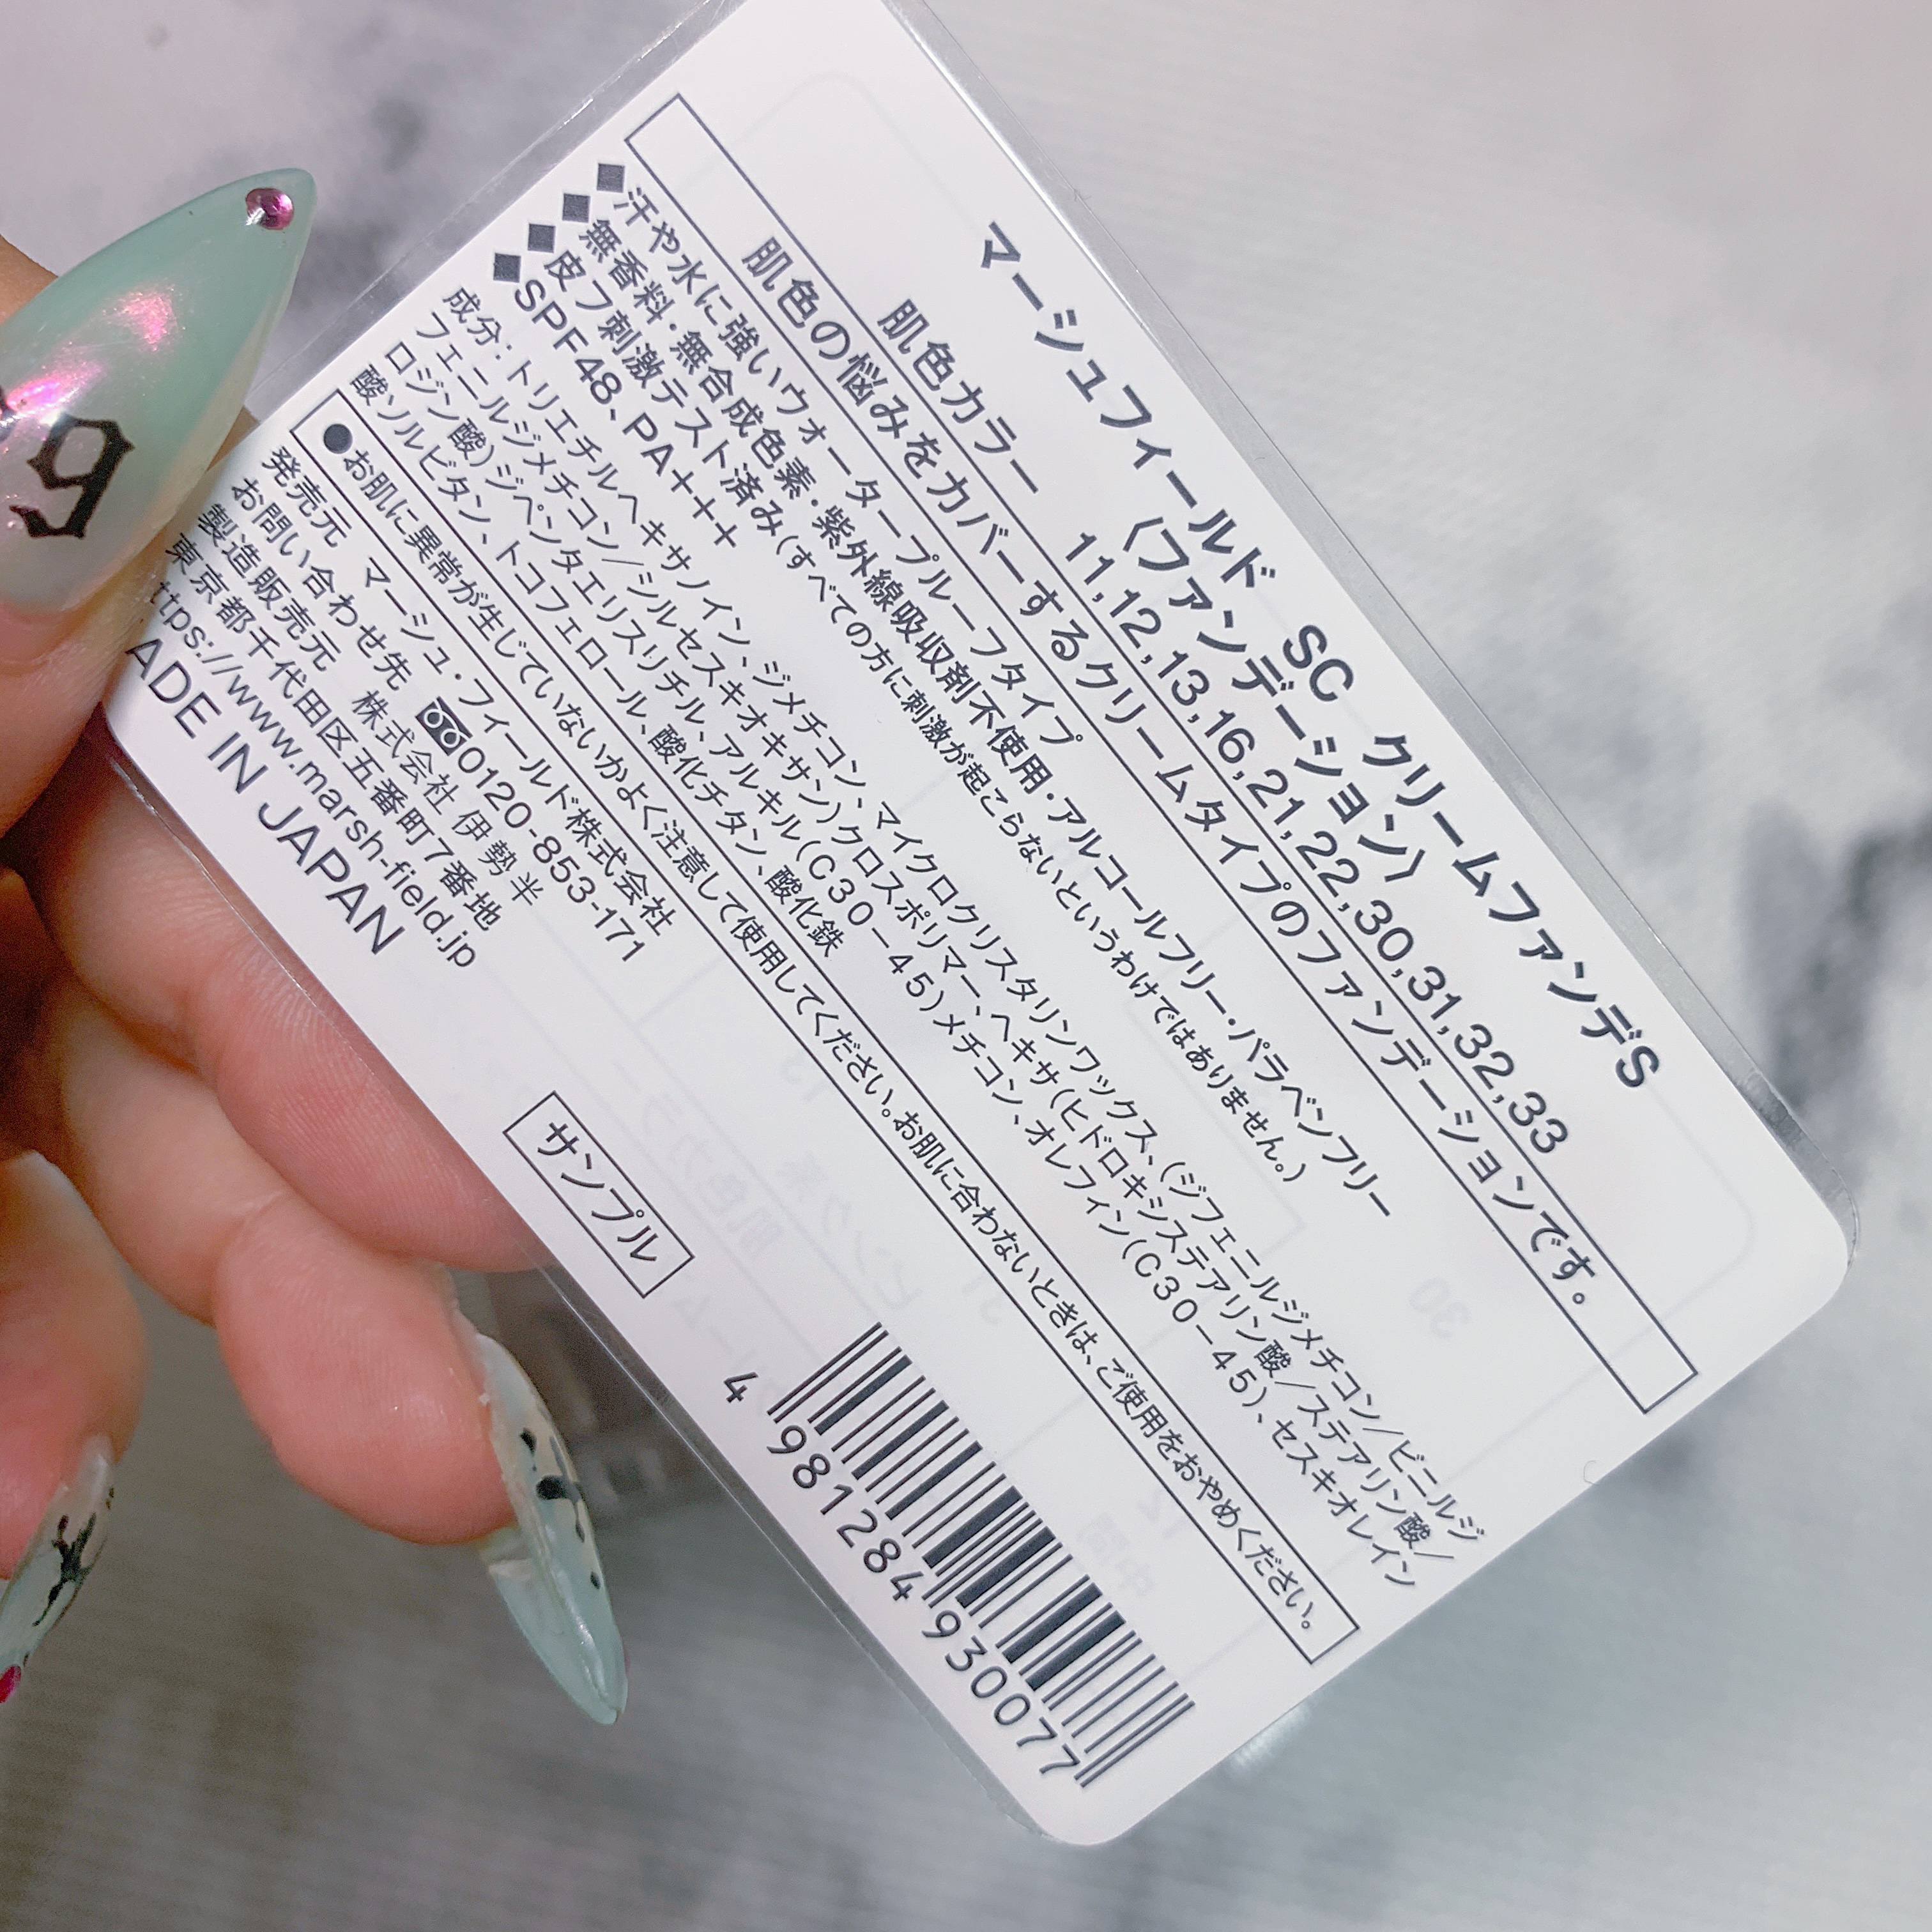 マーシュフィールド SC クリームファンデS
〈ファンデーション〉
肌色カラー 11,12,13,16,21,22,30,31,32,33
肌色の悩みをカバーするクリームタイプのファンデーションです。
◆汗や水に強いウォータープルーフタイプ
◆無香料・無合成色素・紫外線吸収剤不使用・アルコールフリー・パラベンフリー
◆皮フ刺激テスト済み(すべての方に刺激が起こらないというわけではありません。)
◆SPF48、PA+++
成分:トリエチルヘキサノイン、ジメチコン、マイクロクリスタリンワックス、(ジフェニルジメチコン/ビニルジ
フェニルジメチコン/シルセスキオキサン)クロスポリマー、ヘキサ(ヒドロキシステアリン酸/ステアリン酸/
ロジン酸)ジペンタエリスリチル、アルキル(C30-45)メチコン、オレフィン(C30-45)、セスキオレイン
酸ソルビタン、トコフェロール、酸化チタン、酸化鉄
●お肌に異常が生じていないかよく注意して使用してください。お肌に合わないときは、ご使用をおやめください。
発売元 マーシュ・フィールド株式会社
お問い合わせ先 0120-853-171
製造販売元 株式会社 伊勢半
東京都千代田区五番町7番地
ttps://www.marsh-field.jp
ADE IN JAPAN
サンプル
4 981284 930077
g